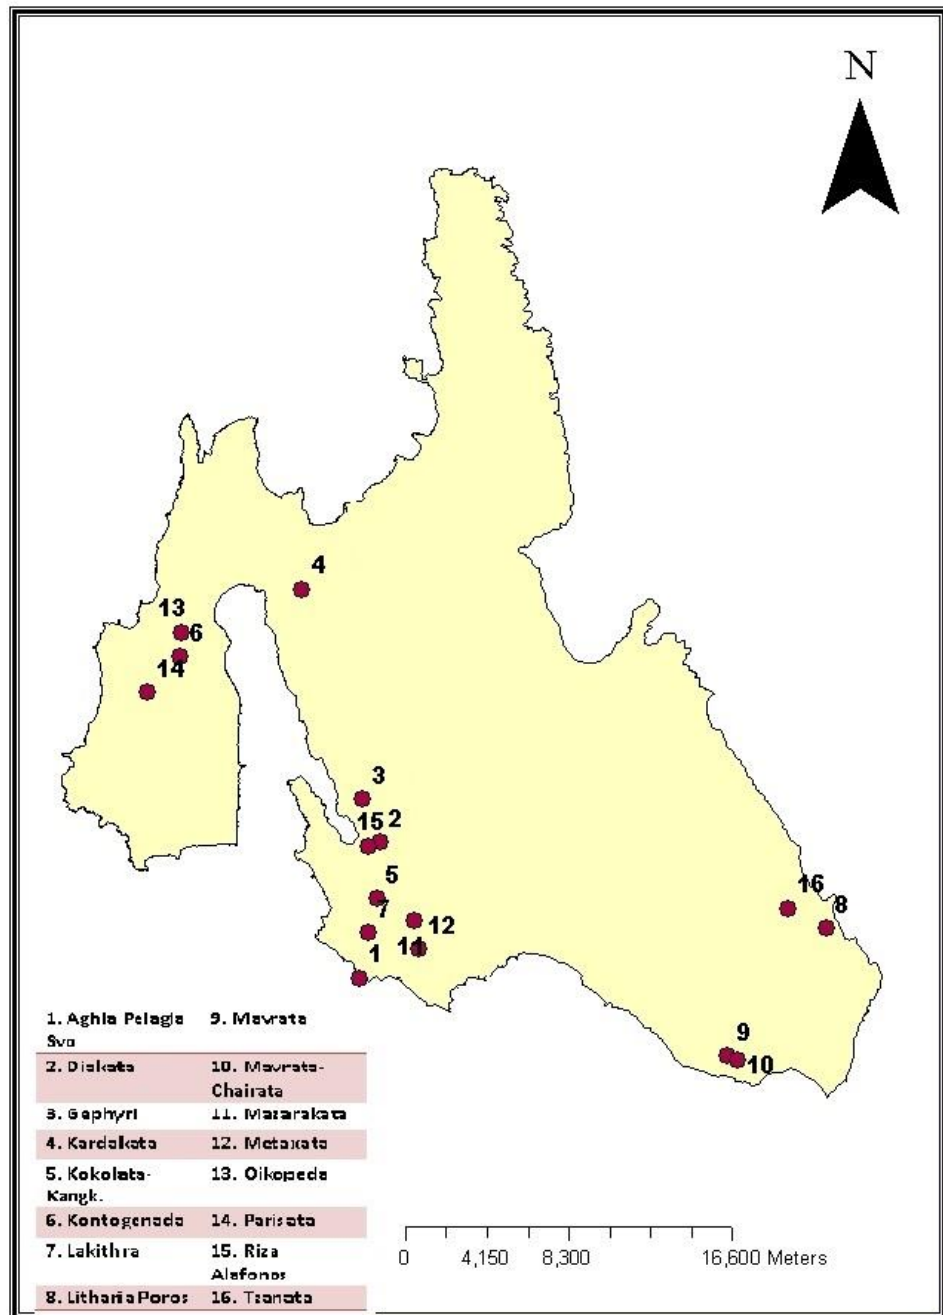 N
4
13
6
14
3
15
2
5
7
12
11
1
16
8
9
10
1. Aghia Pelagia 9. Mavrata
Svo
2. Diakata 10. Mavrata-
Chairata
3. Gephyri 11. Mazarakata
4. Kardakata 12. Metaxata
5. Kokolata- 13. Oikopeda
Kangk.
6. Kontogenada 14. Parisata
7. Lakithra 15. Riza
Alafonos
8. Litharia Poros 16. Tzanata
0 4,150 8,300 16,600 Meters